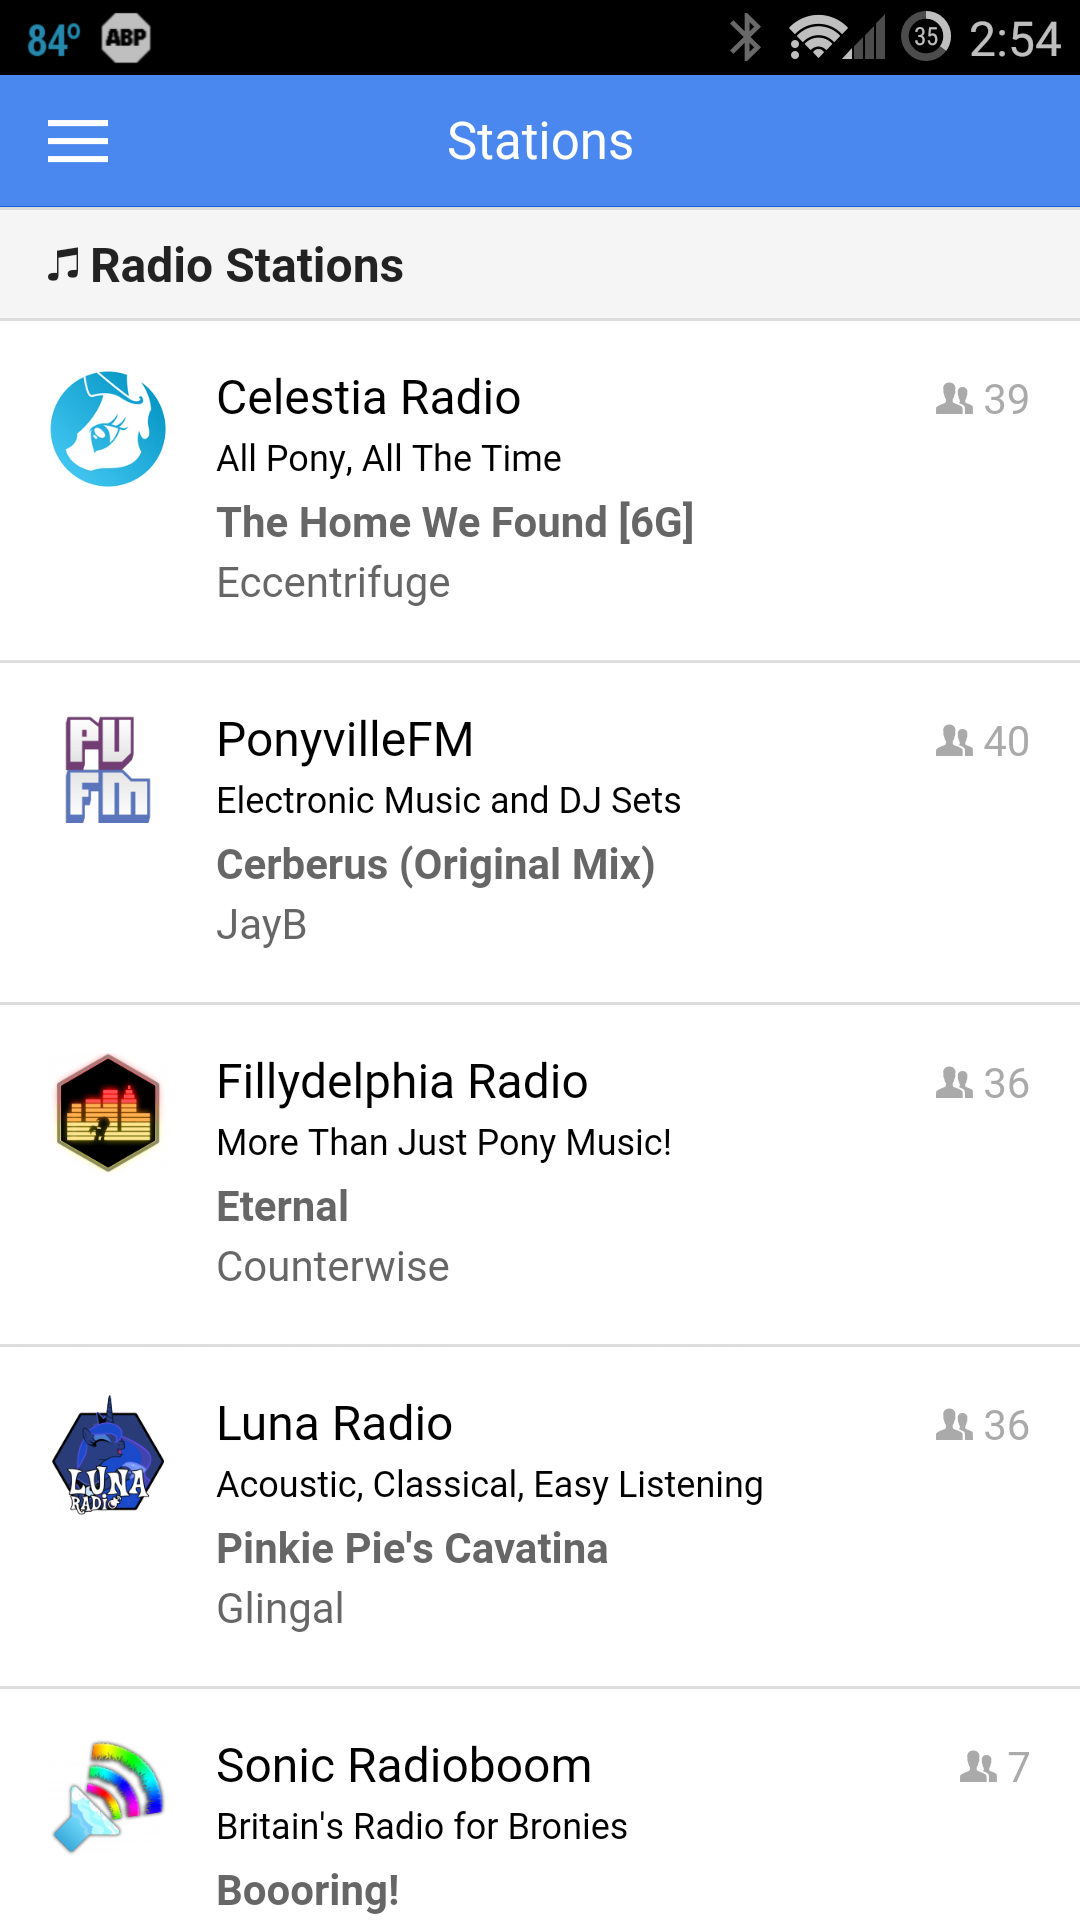 84° ABP 35 2:54
Stations
Radio Stations
Celestia Radio 39
All Pony, All The Time
The Home We Found [6G]
Eccentrifuge
PV
FM
PonyvilleFM 40
Electronic Music and DJ Sets
Cerberus (Original Mix)
JayB
Fillydelphia Radio 36
More Than Just Pony Music!
Eternal
Counterwise
LUNA
RADIO
Luna Radio 36
Acoustic, Classical, Easy Listening
Pinkie Pie's Cavatina
Glingal
Sonic Radioboom 7
Britain's Radio for Bronies
Boooring!